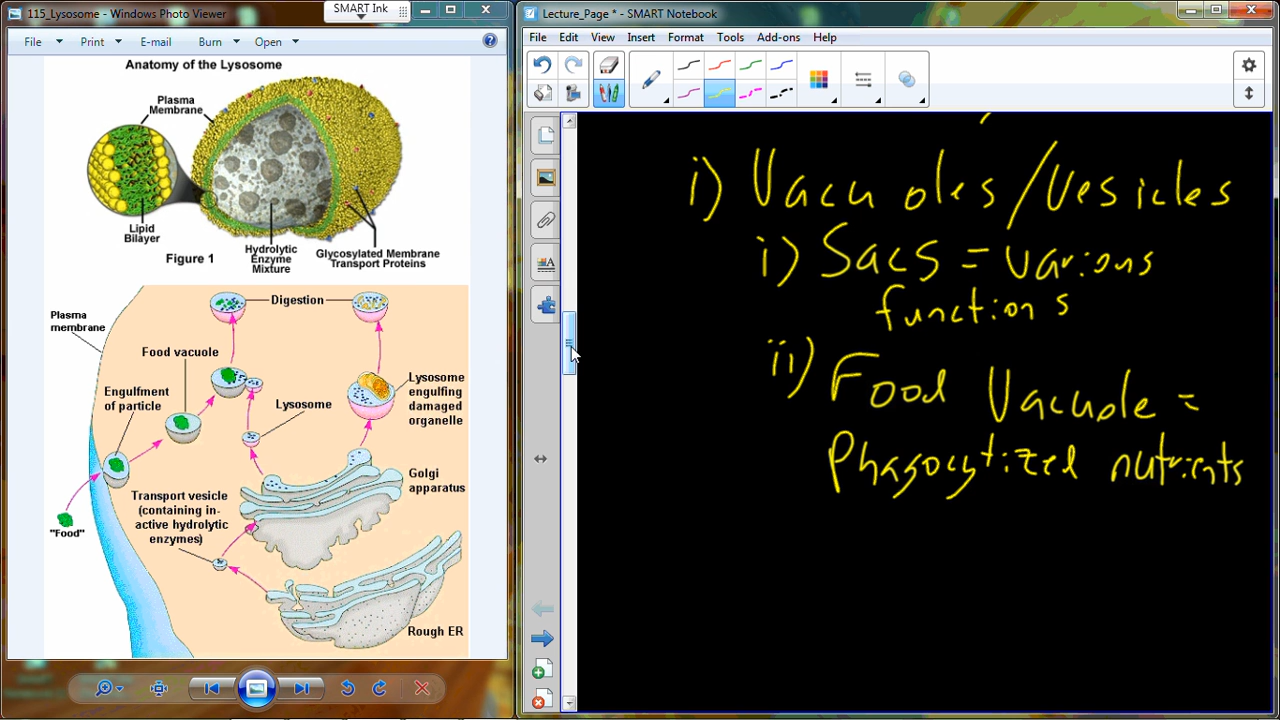 115_Lysosome - Windows Photo Viewer
SMART Ink
File Print E-mail Burn Open
Anatomy of the Lysosome
Plasma
Membrane
Lipid
Bilayer
Figure 1
Hydrolytic
Enzyme
Mixture
Glycosylated Membrane
Transport Proteins
Digestion
Plasma
membrane
Food vacuole
Engulfment
of particle
Lysosome
Lysosome
engulfing
damaged
organelle
Golgi
apparatus
Transport vesicle
(containing in-
active hydrolytic
enzymes)
"Food"
Rough ER
Lecture_Page * - SMART Notebook
File Edit View Insert Format Tools Add-ons Help
i) Vacuoles/Vesicles
i) Sacs = various
functions
ii) Food Vacuole =
Phagocytized nutrients